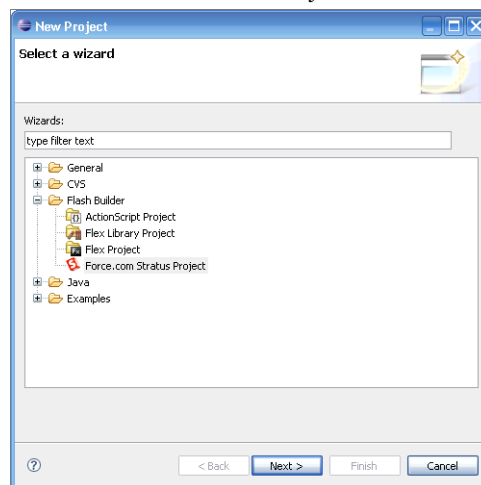 New Project
Select a wizard
Wizards:
type filter text
General
CVS
Flash Builder
ActionScript Project
Flex Library Project
Flex Project
Force.com Stratus Project
Java
Examples
< Back Next > Finish Cancel